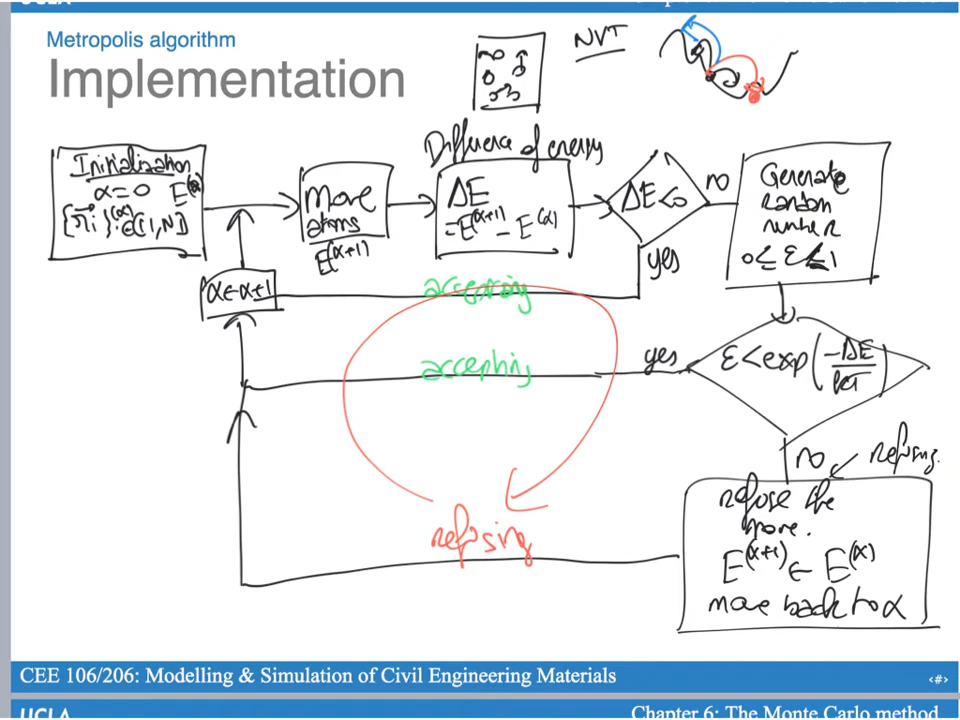 UCLA
Metropolis algorithm
Implementation
NVT
Difference of energy
Initialization
α=0 E^(α)
{r⃗i}^(α) i∈[1,N]
move
atoms
E^(α+1)
ΔE
=E^(α+1) - E^(α)
ΔE<0
no
yes
Generate
random
number
0≤ε≤1
α←α+1
accepting
accepting
yes
ε<exp(-ΔE/kT)
no
refusing.
refuse the
move.
E^(α+1) ← E^(α)
move back to α
refusing
CEE 106/206: Modelling & Simulation of Civil Engineering Materials
‹#›
UCLA
Chapter 6: The Monte Carlo method